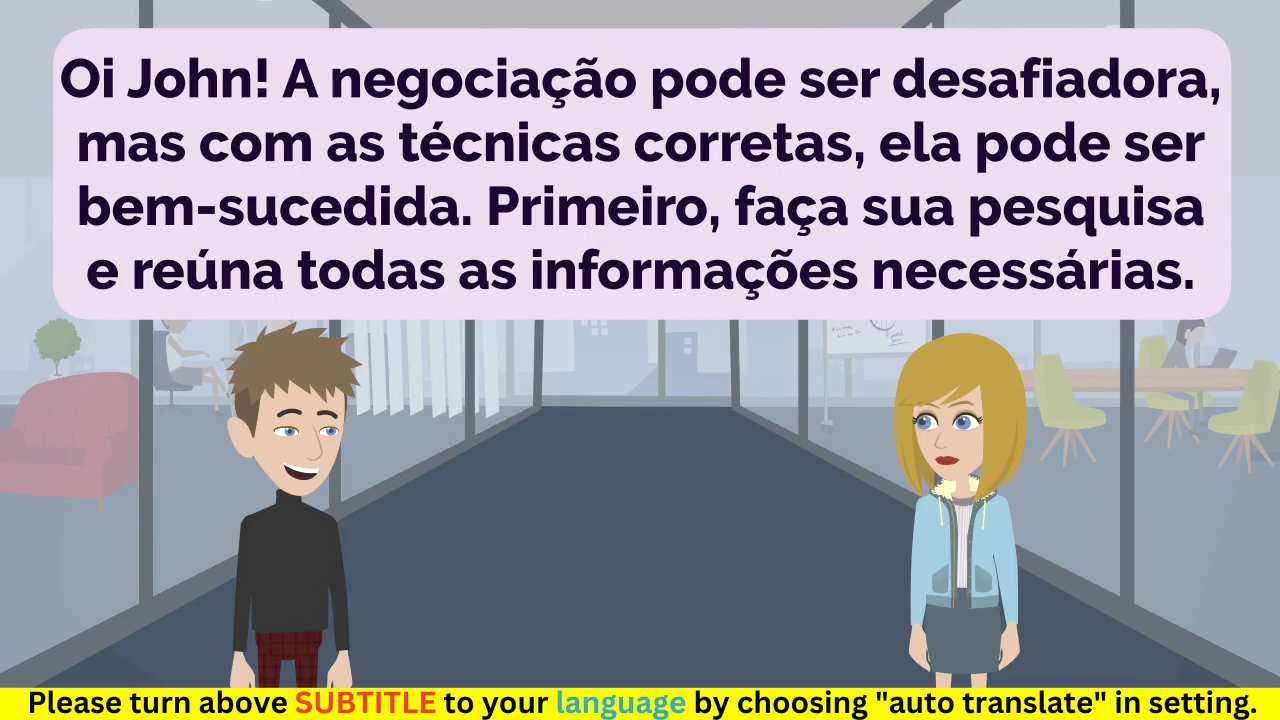 Oi John! A negociação pode ser desafiadora,
mas com as técnicas corretas, ela pode ser
bem-sucedida. Primeiro, faça sua pesquisa
e reúna todas as informações necessárias.
Please turn above SUBTITLE to your language by choosing "auto translate" in setting.